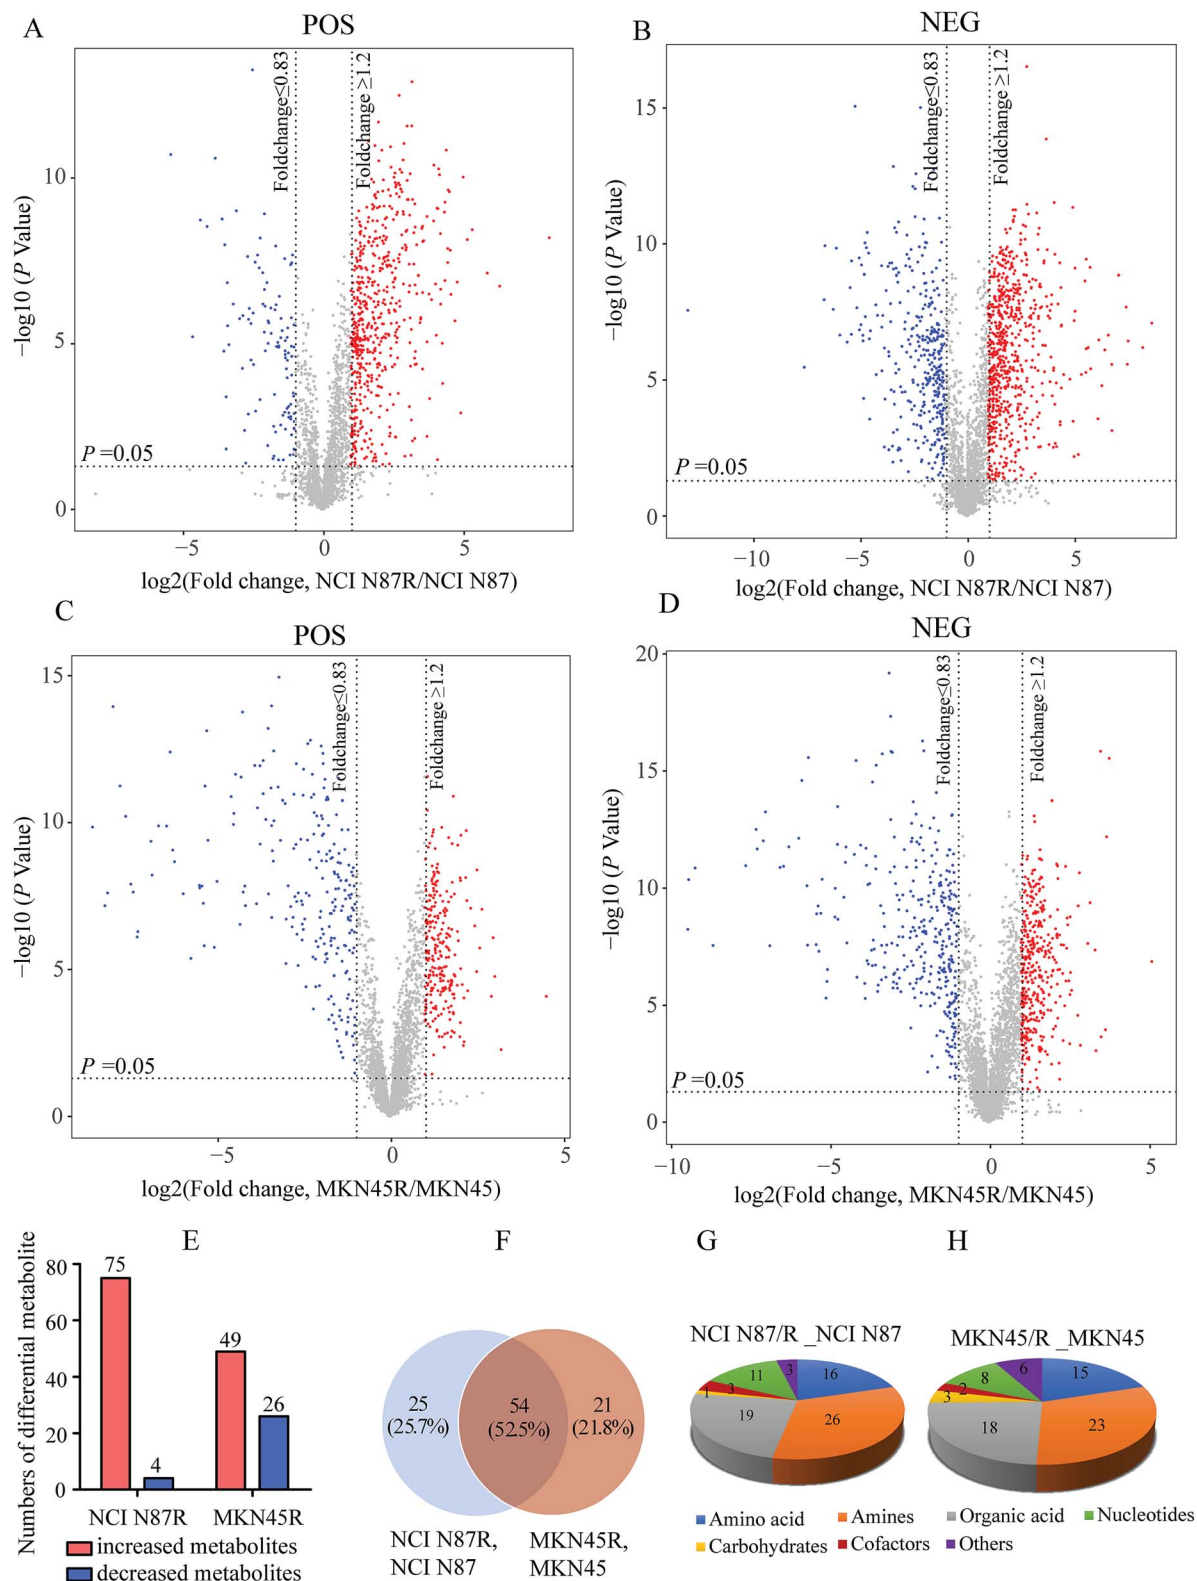 A
POS
Foldchange≤0.83
Foldchange ≥1.2
−log10 (P Value)
10
5
0
P =0.05
−5
0
5
log2(Fold change, NCI N87R/NCI N87)
B
NEG
Foldchange≤0.83
Foldchange ≥1.2
−log10 (P Value)
15
10
5
0
P =0.05
−10
−5
0
5
log2(Fold change, NCI N87R/NCI N87)
C
POS
Foldchange≤0.83
Foldchange ≥1.2
−log10 (P Value)
15
10
5
0
P =0.05
−5
0
5
log2(Fold change, MKN45R/MKN45)
D
NEG
Foldchange≤0.83
Foldchange ≥1.2
−log10 (P Value)
20
15
10
5
0
P =0.05
−10
−5
0
5
log2(Fold change, MKN45R/MKN45)
E
Numbers of differential metabolite
80
60
40
20
0
75
4
49
26
NCI N87R
MKN45R
increased metabolites
decreased metabolites
F
25
(25.7%)
54
(52.5%)
21
(21.8%)
NCI N87R,
NCI N87
MKN45R,
MKN45
G
NCI N87/R _NCI N87
16
26
19
1
3
11
3
H
MKN45/R _MKN45
15
23
18
3
2
8
6
Amino acid
Amines
Organic acid
Nucleotides
Carbohydrates
Cofactors
Others